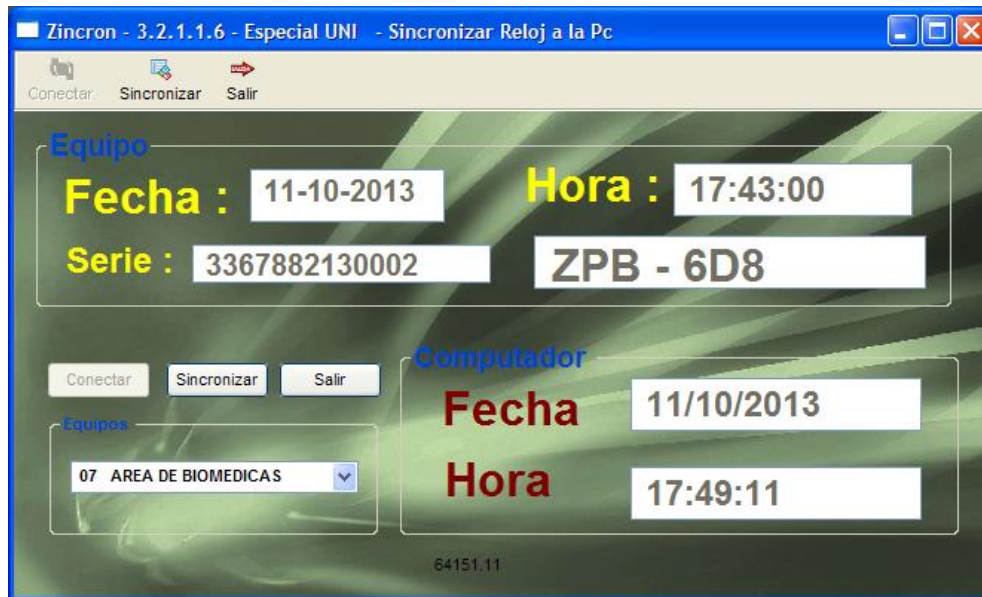 Zincron - 3.2.1.1.6 - Especial UNI - Sincronizar Reloj a la Pc
Conectar Sincronizar Salir
Equipo
Fecha : 11-10-2013 Hora : 17:43:00
Serie : 3367882130002 ZPB - 6D8
Conectar Sincronizar Salir
Equipos
07 AREA DE BIOMEDICAS
Computador
Fecha 11/10/2013
Hora 17:49:11
64151.11